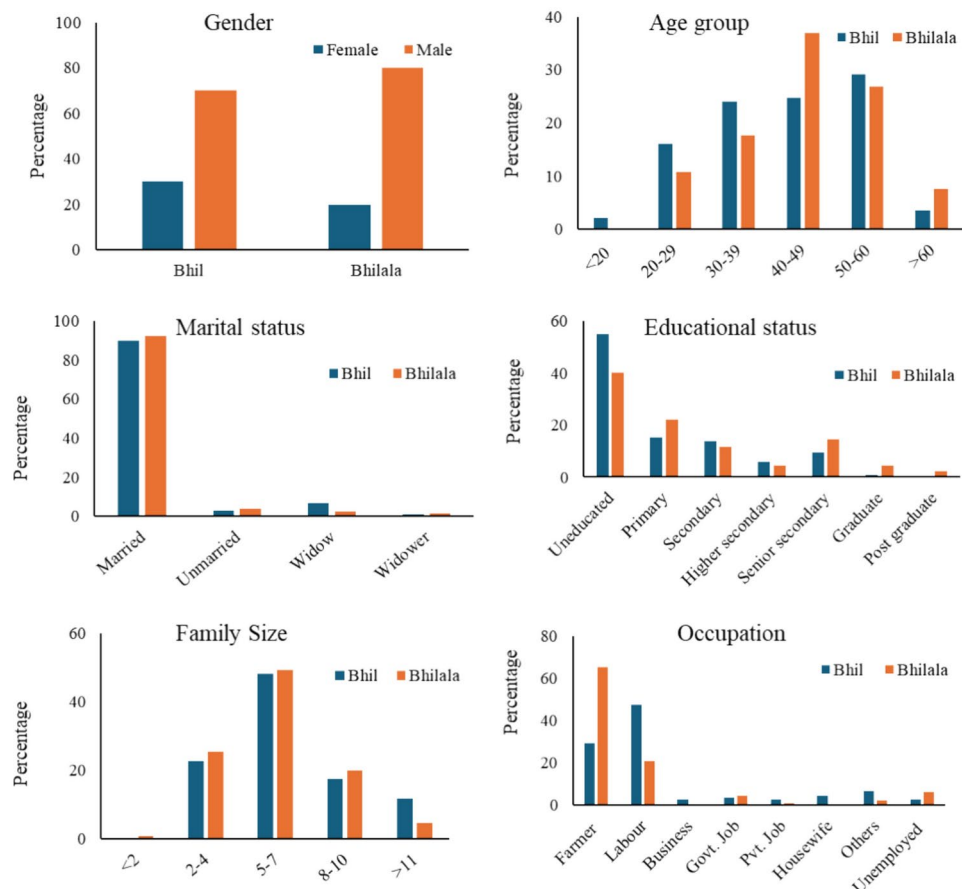 Gender
Female Male
Percentage
100
80
60
40
20
0
Bhil Bhilala
Age group
Bhil Bhilala
Percentage
40
30
20
10
0
<20 20-29 30-39 40-49 50-60 >60
Marital status
Bhil Bhilala
Percentage
100
80
60
40
20
0
Married Unmarried Widow Widower
Educational status
Bhil Bhilala
Percentage
60
40
20
0
Uneducated Primary Secondary Higher secondary Senior secondary Graduate Post graduate
Family Size
Bhil Bhilala
Percentage
60
40
20
0
<2 2-4 5-7 8-10 >11
Occupation
Bhil Bhilala
Percentage
80
60
40
20
0
Farmer Labour Business Govt. Job Pvt. Job Housewife Others Unemployed